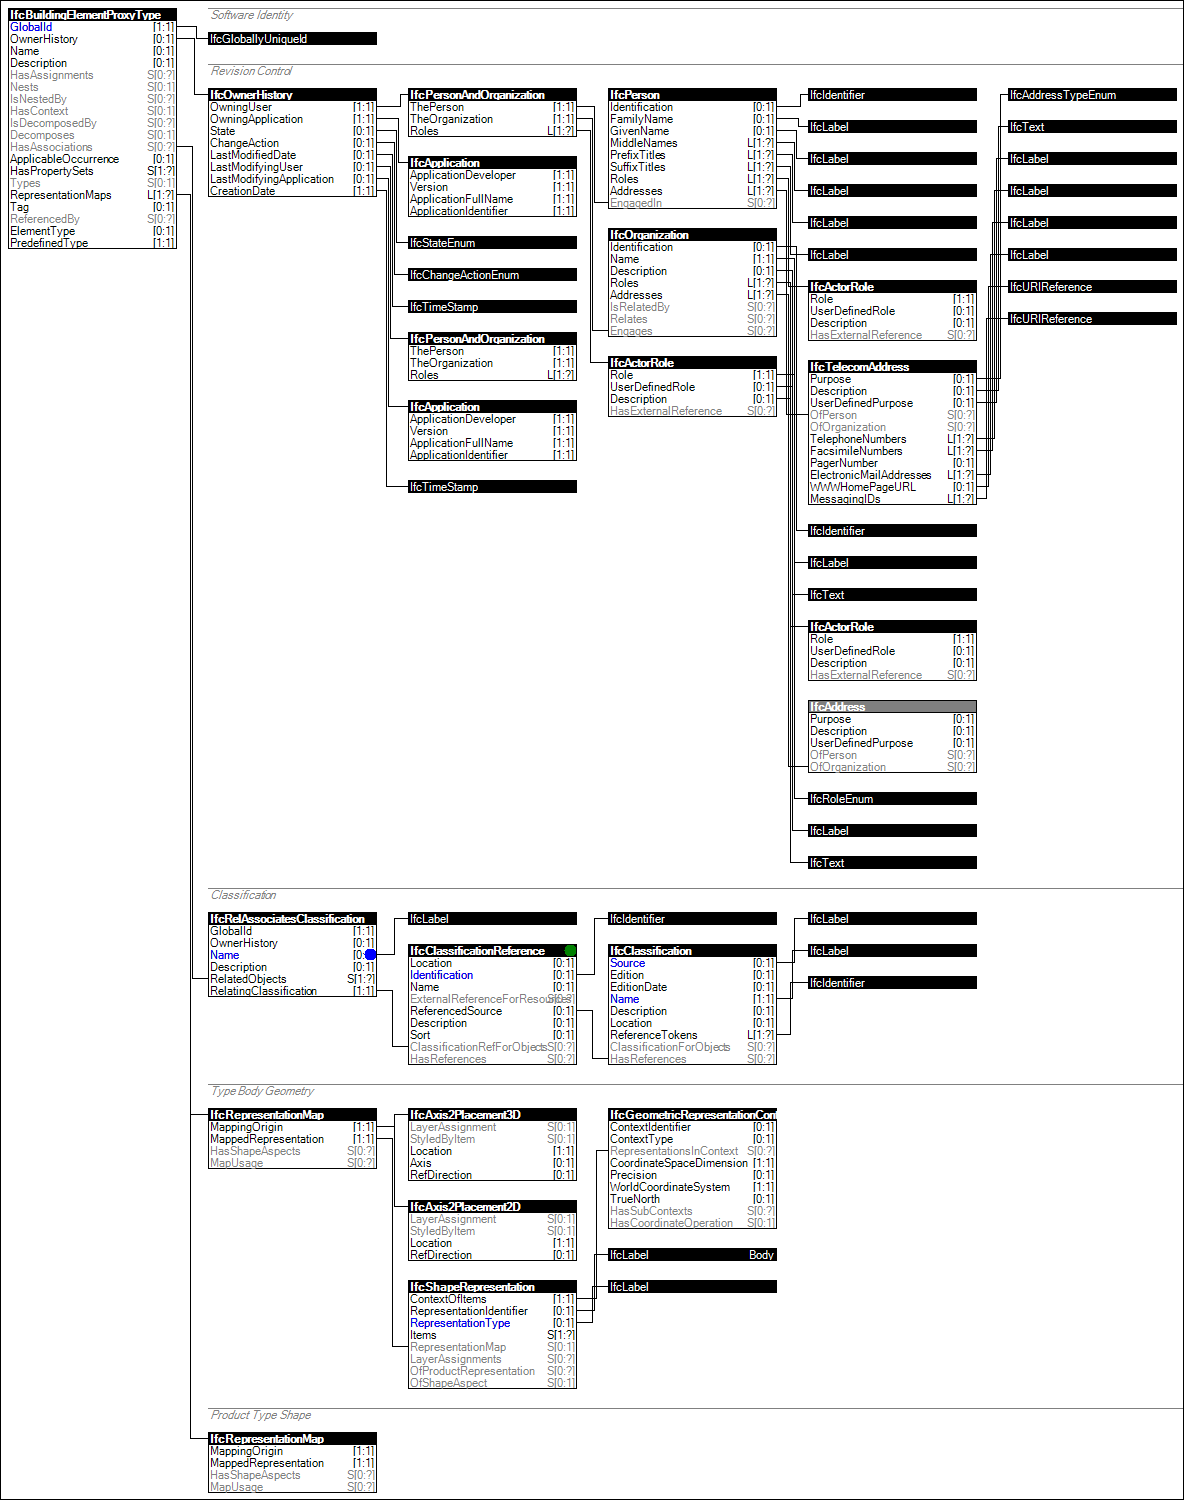 IfcBuildingElementProxyType
GlobalId [1:1]
OwnerHistory [0:1]
Name [0:1]
Description [0:1]
HasAssignments S[0:?]
Nests S[0:1]
IsNestedBy S[0:?]
HasContext S[0:1]
IsDecomposedBy S[0:?]
Decomposes S[0:1]
HasAssociations S[0:?]
ApplicableOccurrence [0:1]
HasPropertySets S[1:?]
Types S[0:1]
RepresentationMaps L[1:?]
Tag [0:1]
ReferencedBy S[0:?]
ElementType [0:1]
PredefinedType [1:1]
Software Identity
IfcGloballyUniqueId
Revision Control
IfcOwnerHistory
OwningUser [1:1]
OwningApplication [1:1]
State [0:1]
ChangeAction [0:1]
LastModifiedDate [0:1]
LastModifyingUser [0:1]
LastModifyingApplication [0:1]
CreationDate [1:1]
IfcPersonAndOrganization
ThePerson [1:1]
TheOrganization [1:1]
Roles L[1:?]
IfcApplication
ApplicationDeveloper [1:1]
Version [1:1]
ApplicationFullName [1:1]
ApplicationIdentifier [1:1]
IfcStateEnum
IfcChangeActionEnum
IfcTimeStamp
IfcPersonAndOrganization
ThePerson [1:1]
TheOrganization [1:1]
Roles L[1:?]
IfcApplication
ApplicationDeveloper [1:1]
Version [1:1]
ApplicationFullName [1:1]
ApplicationIdentifier [1:1]
IfcTimeStamp
IfcPerson
Identification [0:1]
FamilyName [0:1]
GivenName [0:1]
MiddleNames L[1:?]
PrefixTitles L[1:?]
SuffixTitles L[1:?]
Roles L[1:?]
Addresses L[1:?]
EngagedIn S[0:?]
IfcOrganization
Identification [0:1]
Name [1:1]
Description [0:1]
Roles L[1:?]
Addresses L[1:?]
IsRelatedBy S[0:?]
Relates S[0:?]
Engages S[0:?]
IfcActorRole
Role [1:1]
UserDefinedRole [0:1]
Description [0:1]
HasExternalReference S[0:?]
IfcIdentifier
IfcLabel
IfcLabel
IfcLabel
IfcLabel
IfcLabel
IfcActorRole
Role [1:1]
UserDefinedRole [0:1]
Description [0:1]
HasExternalReference S[0:?]
IfcTelecomAddress
Purpose [0:1]
Description [0:1]
UserDefinedPurpose [0:1]
OfPerson S[0:?]
OfOrganization S[0:?]
TelephoneNumbers L[1:?]
FacsimileNumbers L[1:?]
PagerNumber [0:1]
ElectronicMailAddresses L[1:?]
WWWHomePageURL [0:1]
MessagingIDs L[1:?]
IfcIdentifier
IfcLabel
IfcText
IfcActorRole
Role [1:1]
UserDefinedRole [0:1]
Description [0:1]
HasExternalReference S[0:?]
IfcAddress
Purpose [0:1]
Description [0:1]
UserDefinedPurpose [0:1]
OfPerson S[0:?]
OfOrganization S[0:?]
IfcRoleEnum
IfcLabel
IfcText
IfcAddressTypeEnum
IfcText
IfcLabel
IfcLabel
IfcLabel
IfcLabel
IfcURIReference
IfcURIReference
Classification
IfcRelAssociatesClassification
GlobalId [1:1]
OwnerHistory [0:1]
Name [0:
Description [0:1]
RelatedObjects S[1:?]
RelatingClassification [1:1]
IfcLabel
IfcClassificationReference
Location [0:1]
Identification [0:1]
Name [0:1]
ExternalReferenceForResources S[0:?]
ReferencedSource [0:1]
Description [0:1]
Sort [0:1]
ClassificationRefForObjects S[0:?]
HasReferences S[0:?]
IfcIdentifier
IfcClassification
Source [0:1]
Edition [0:1]
EditionDate [0:1]
Name [1:1]
Description [0:1]
Location [0:1]
ReferenceTokens L[1:?]
ClassificationForObjects S[0:?]
HasReferences S[0:?]
IfcLabel
IfcLabel
IfcIdentifier
Type Body Geometry
IfcRepresentationMap
MappingOrigin [1:1]
MappedRepresentation [1:1]
HasShapeAspects S[0:?]
MapUsage S[0:?]
IfcAxis2Placement3D
LayerAssignment S[0:1]
StyledByItem S[0:1]
Location [1:1]
Axis [0:1]
RefDirection [0:1]
IfcAxis2Placement2D
LayerAssignment S[0:1]
StyledByItem S[0:1]
Location [1:1]
RefDirection [0:1]
IfcShapeRepresentation
ContextOfItems [1:1]
RepresentationIdentifier [0:1]
RepresentationType [0:1]
Items S[1:?]
RepresentationMap S[0:1]
LayerAssignments S[0:?]
OfProductRepresentation S[0:?]
OfShapeAspect S[0:1]
IfcGeometricRepresentationCont
ContextIdentifier [0:1]
ContextType [0:1]
RepresentationsInContext S[0:?]
CoordinateSpaceDimension [1:1]
Precision [0:1]
WorldCoordinateSystem [1:1]
TrueNorth [0:1]
HasSubContexts S[0:?]
HasCoordinateOperation S[0:1]
IfcLabel Body
IfcLabel
Product Type Shape
IfcRepresentationMap
MappingOrigin [1:1]
MappedRepresentation [1:1]
HasShapeAspects S[0:?]
MapUsage S[0:?]